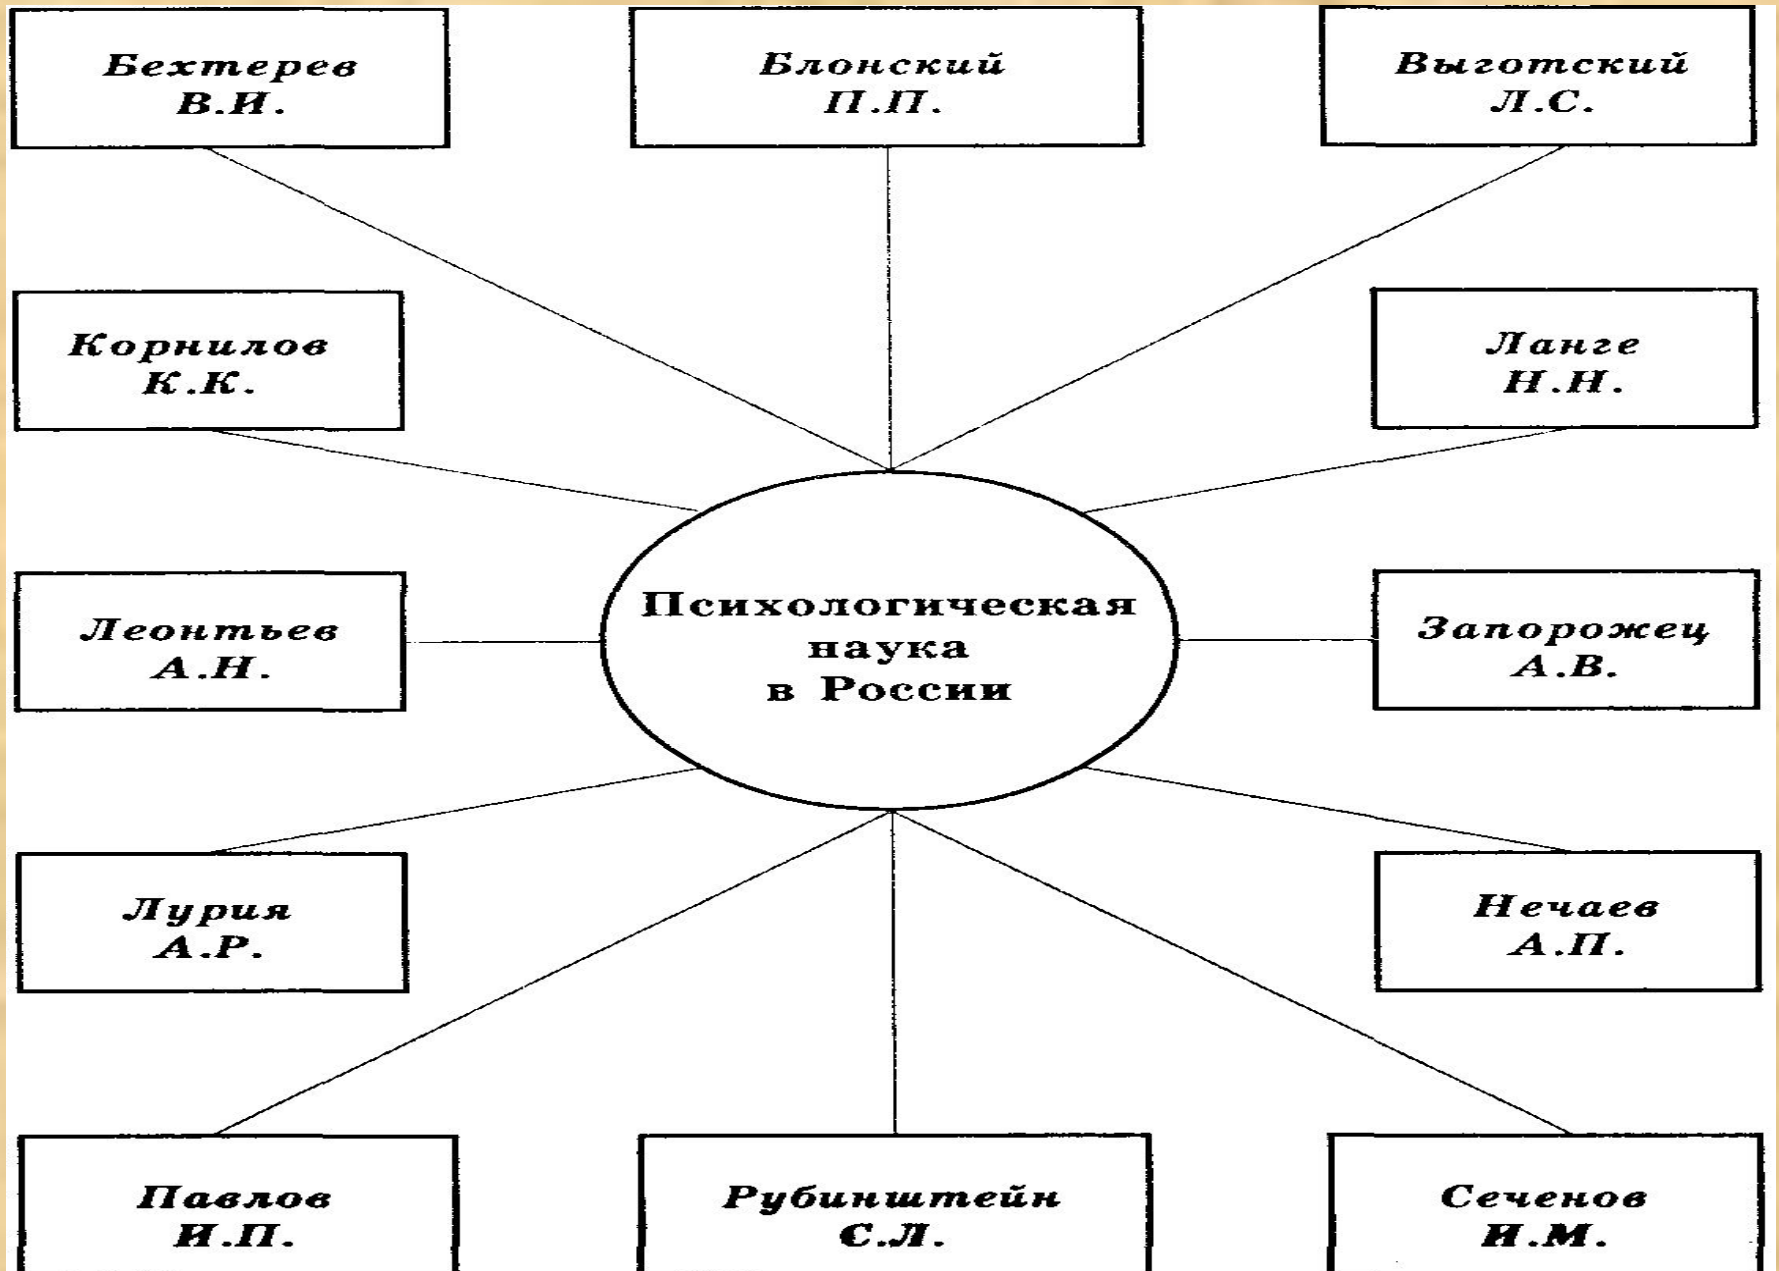 Бехтерев
В.И.
Блонский
П.П.
Выготский
Л.С.
Корнилов
К.К.
Ланге
Н.Н.
Леонтьев
А.Н.
Психологическая
наука
в России
Запорожец
А.В.
Лурия
А.Р.
Нечаев
А.П.
Павлов
И.П.
Рубинштейн
С.Л.
Сеченов
И.М.